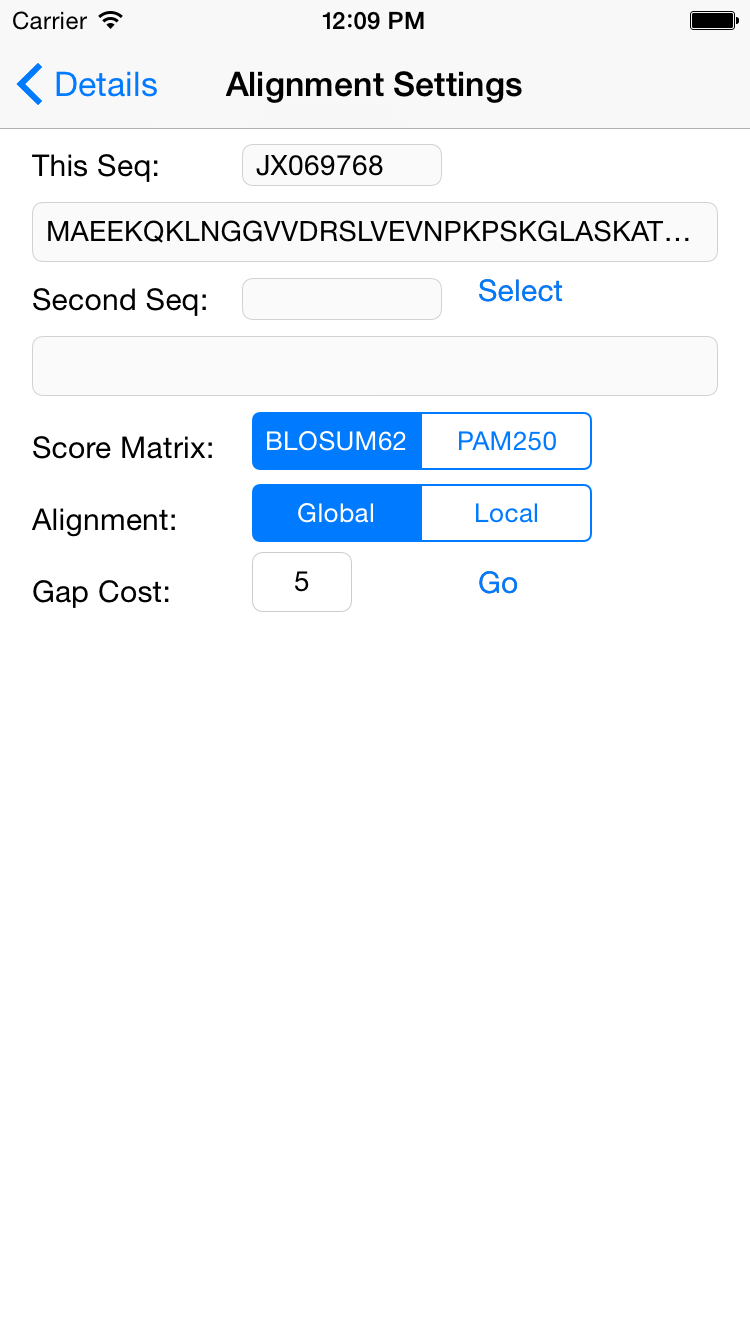 Carrier 12:09 PM
Details Alignment Settings
This Seq: JX069768
MAEEKQKLNGGVVDRSLVEVNPKPSKGLASKAT...
Second Seq: Select
Score Matrix: BLOSUM62 PAM250
Alignment: Global Local
Gap Cost: 5 Go